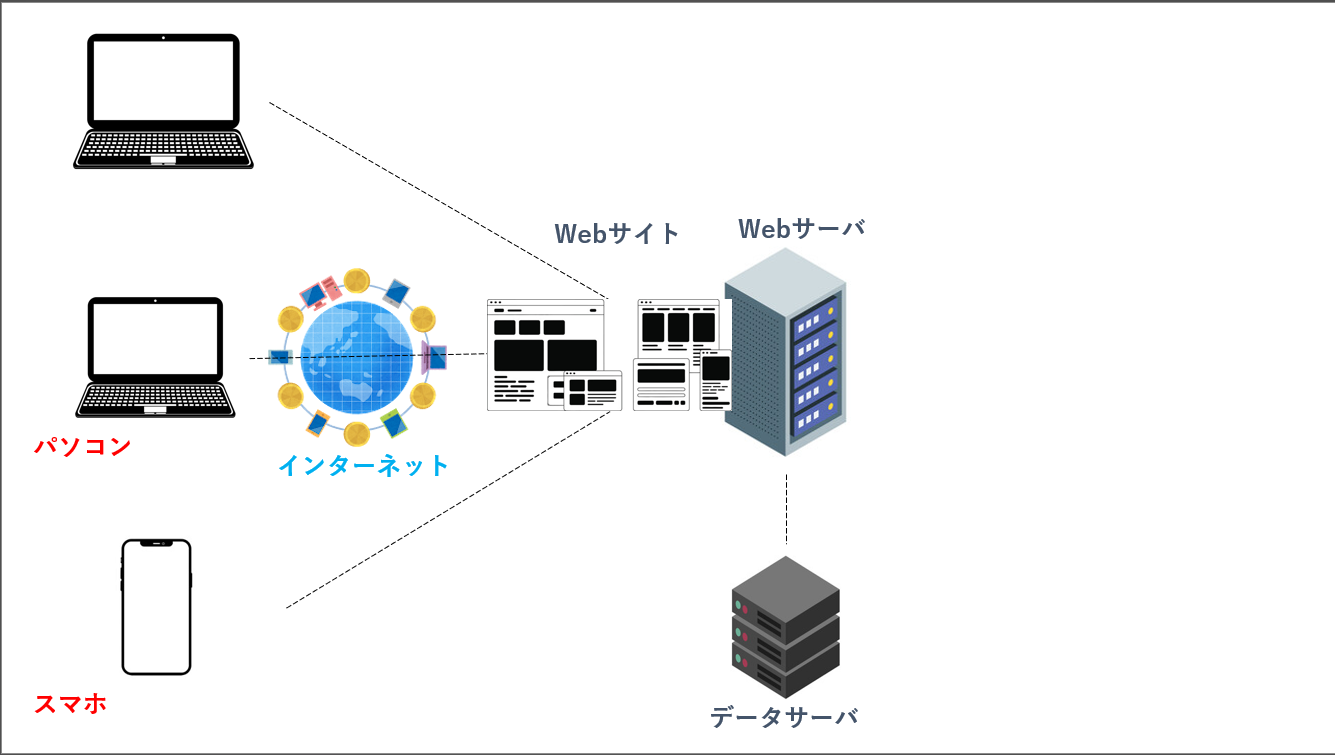 Webサイト
Webサーバ
パソコン
インターネット
スマホ
データサーバ